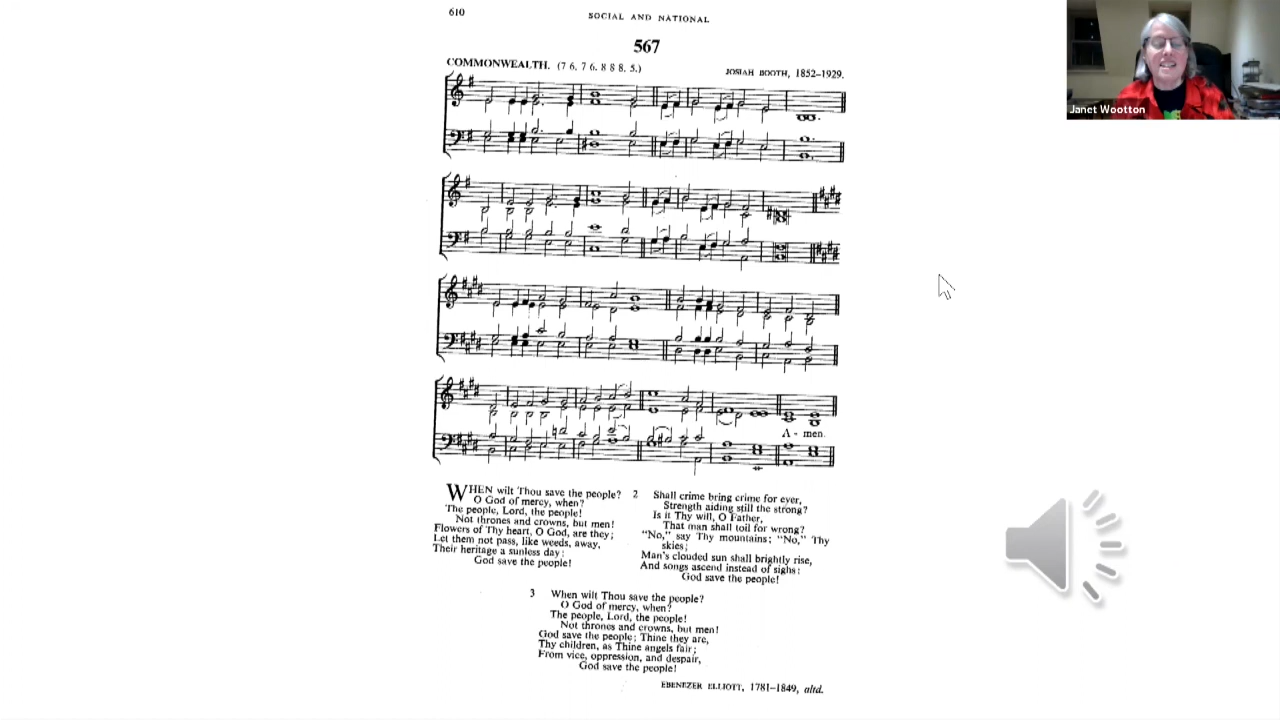 610
SOCIAL AND NATIONAL
567
COMMONWEALTH. (7 6. 7 6. 8 8 8. 5.)
JOSIAH BOOTH, 1852–1929.
A - men.
WHEN wilt Thou save the people?
O God of mercy, when?
The people, Lord, the people!
Not thrones and crowns, but men!
Flowers of Thy heart, O God, are they;
Let them not pass, like weeds, away,
Their heritage a sunless day:
God save the people!
2 Shall crime bring crime for ever,
Strength aiding still the strong?
Is it Thy will, O Father,
That man shall toil for wrong?
“No,” say Thy mountains; “No,” Thy
skies;
Man's clouded sun shall brightly rise,
And songs ascend instead of sighs:
God save the people!
3 When wilt Thou save the people?
O God of mercy, when?
The people, Lord, the people!
Not thrones and crowns, but men!
God save the people; Thine they are,
Thy children, as Thine angels fair;
From vice, oppression, and despair,
God save the people!
EBENEZER ELLIOTT, 1781–1849, altd.
Janet Wootton